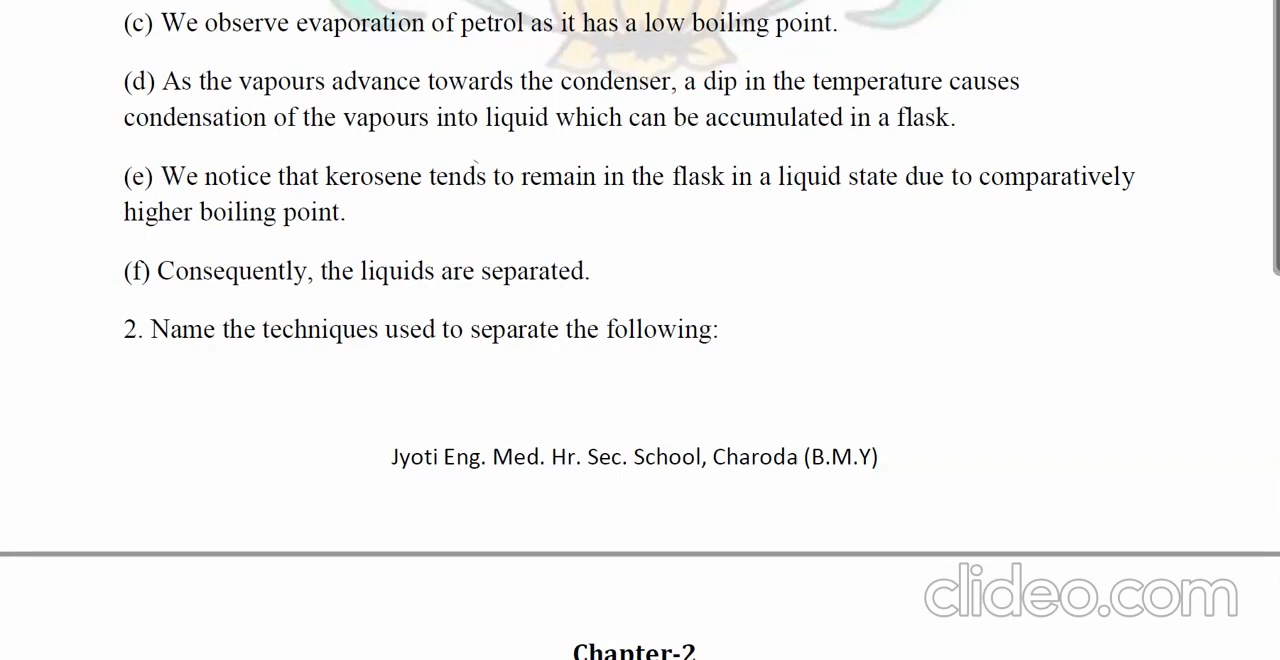 (c) We observe evaporation of petrol as it has a low boiling point.
(d) As the vapours advance towards the condenser, a dip in the temperature causes
condensation of the vapours into liquid which can be accumulated in a flask.
(e) We notice that kerosene tends to remain in the flask in a liquid state due to comparatively
higher boiling point.
(f) Consequently, the liquids are separated.
2. Name the techniques used to separate the following:
Jyoti Eng. Med. Hr. Sec. School, Charoda (B.M.Y)
clideo.com
Chapter-2